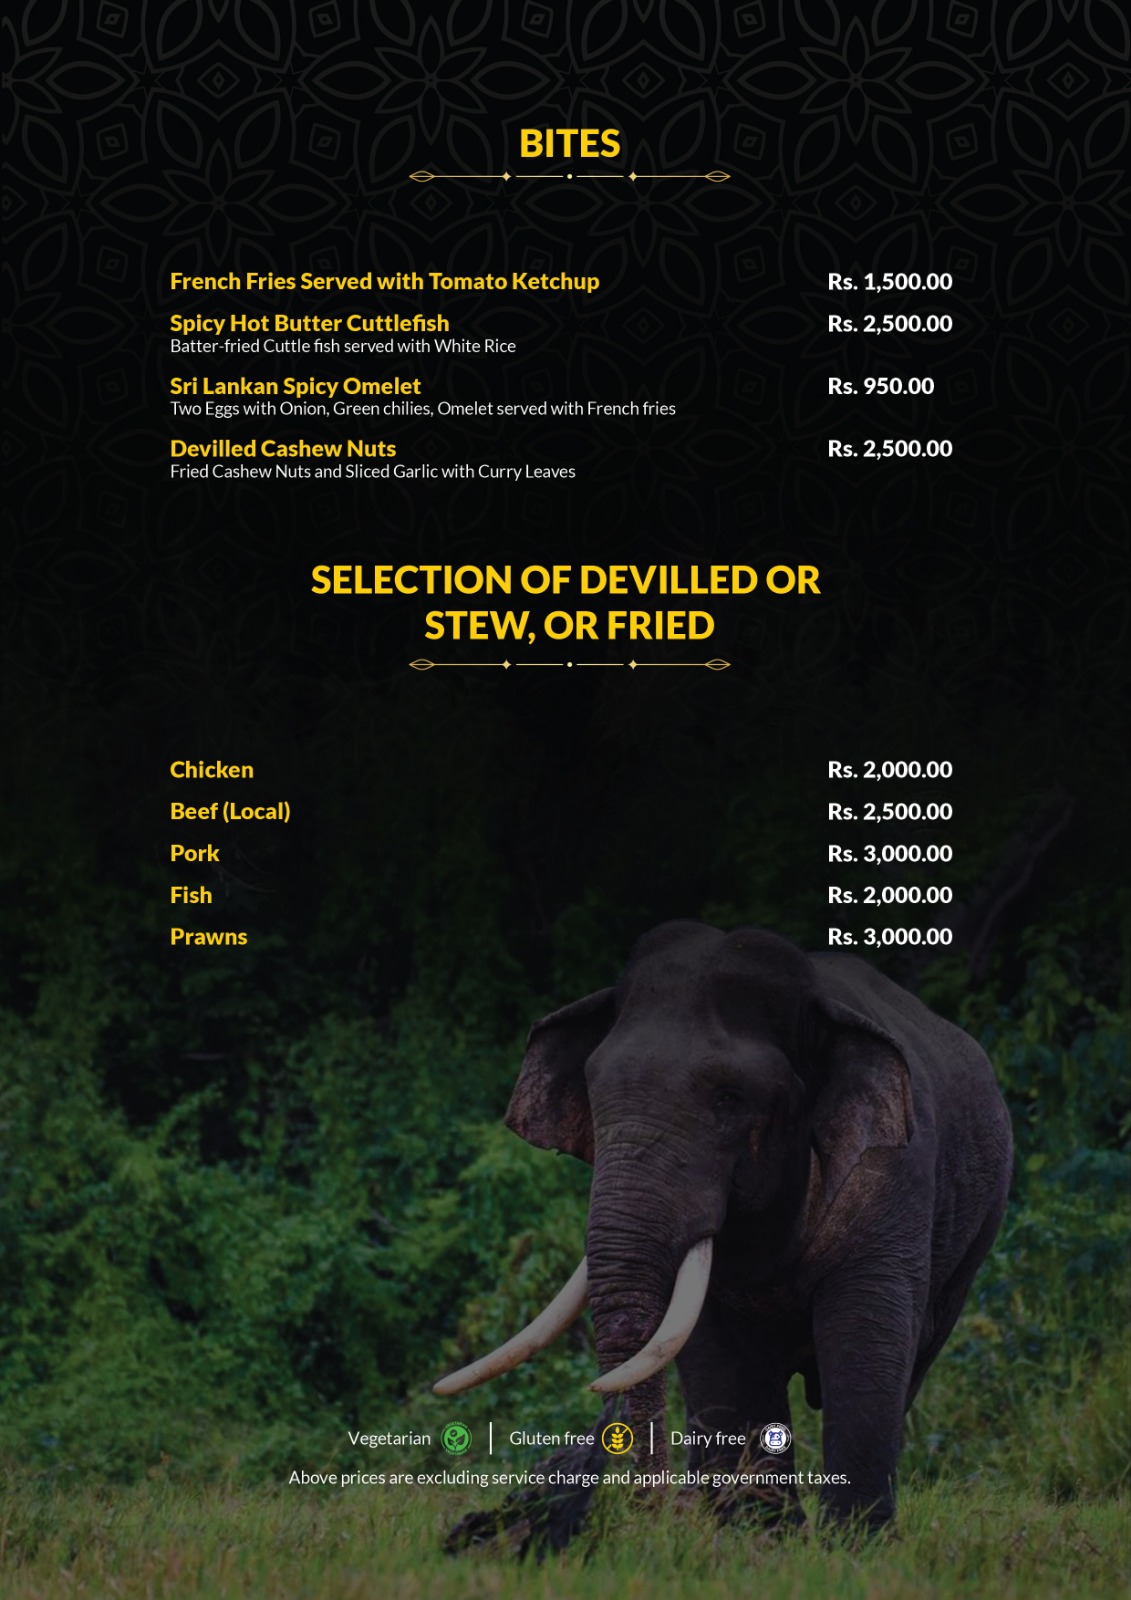 BITES
French Fries Served with Tomato Ketchup Rs. 1,500.00
Spicy Hot Butter Cuttlefish Rs. 2,500.00
Batter-fried Cuttle fish served with White Rice
Sri Lankan Spicy Omelet Rs. 950.00
Two Eggs with Onion, Green chilies, Omelet served with French fries
Devilled Cashew Nuts Rs. 2,500.00
Fried Cashew Nuts and Sliced Garlic with Curry Leaves
SELECTION OF DEVILLED OR
STEW, OR FRIED
Chicken Rs. 2,000.00
Beef (Local) Rs. 2,500.00
Pork Rs. 3,000.00
Fish Rs. 2,000.00
Prawns Rs. 3,000.00
Vegetarian | Gluten free | Dairy free
Above prices are excluding service charge and applicable government taxes.